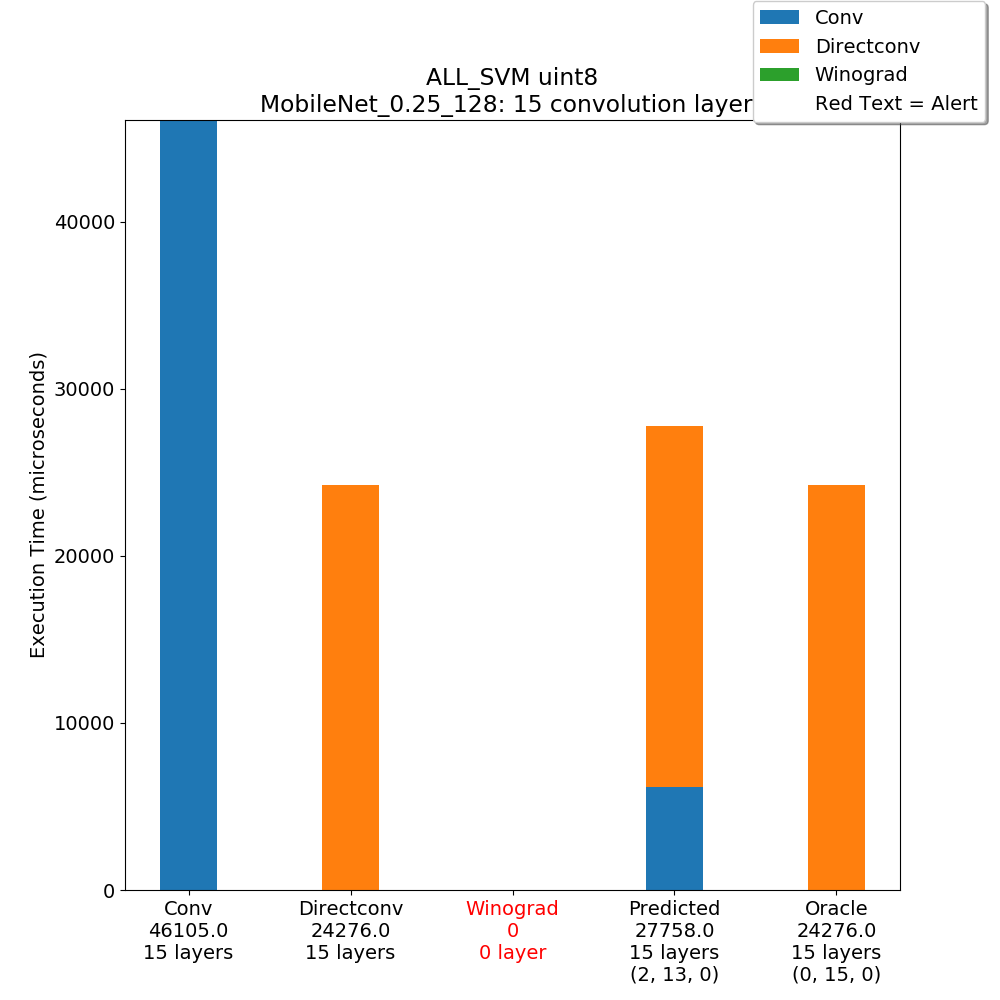 Conv
Directconv
Winograd
Red Text = Alert
ALL_SVM uint8
MobileNet_0.25_128: 15 convolution layer
Execution Time (microseconds)
40000
30000
20000
10000
0
Conv
46105.0
15 layers
Directconv
24276.0
15 layers
Winograd
0
0 layer
Predicted
27758.0
15 layers
(2, 13, 0)
Oracle
24276.0
15 layers
(0, 15, 0)